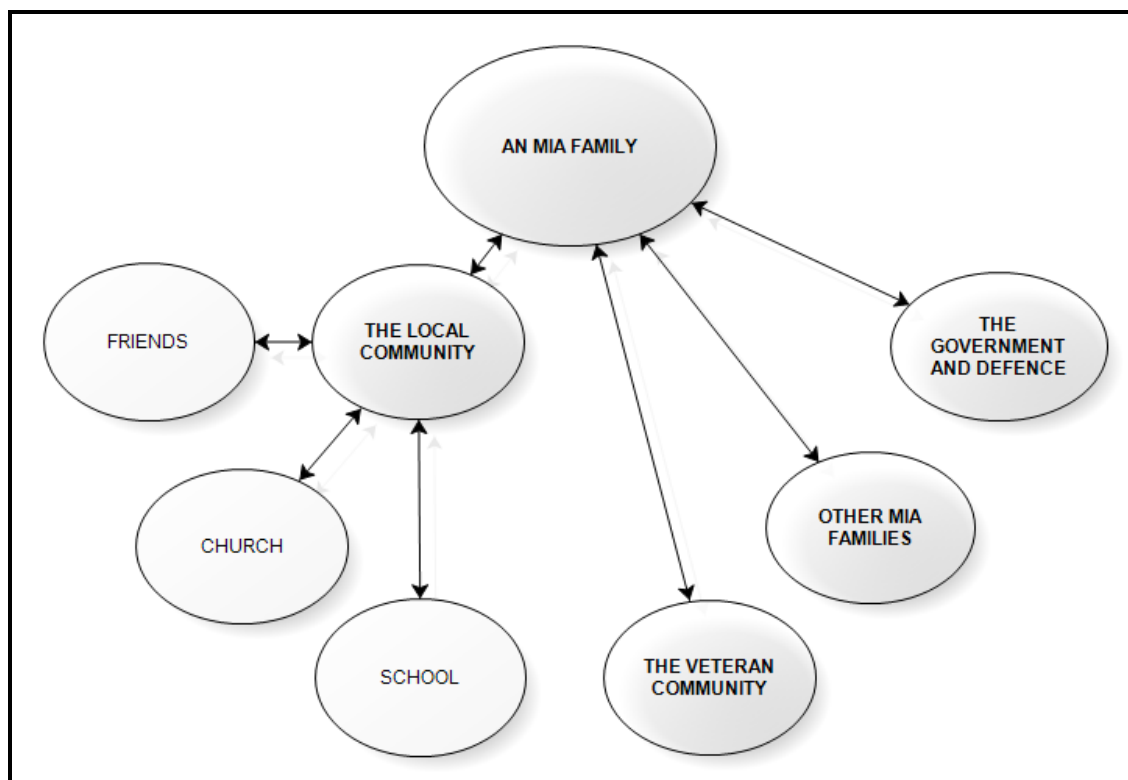 AN MIA FAMILY
FRIENDS
THE LOCAL
COMMUNITY
THE
GOVERNMENT
AND DEFENCE
CHURCH
OTHER MIA
FAMILIES
SCHOOL
THE VETERAN
COMMUNITY